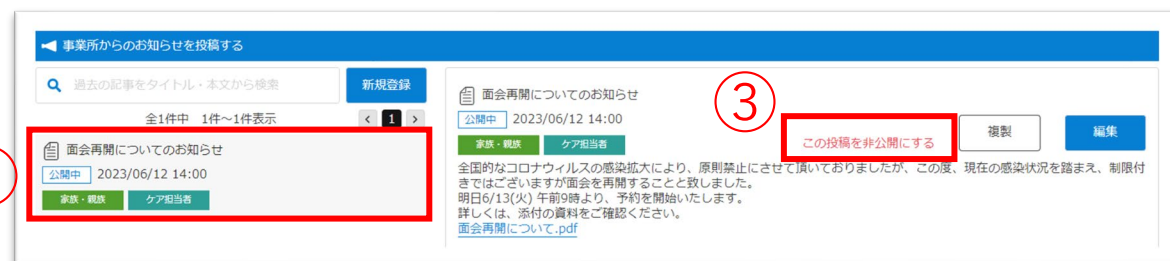 事業所からのお知らせを投稿する
過去の記事をタイトル・本文から検索
新規登録
全1件中 1件～1件表示
< 1 >
面会再開についてのお知らせ
公開中 2023/06/12 14:00
家族・親族 ケア担当者
面会再開についてのお知らせ
③
公開中 2023/06/12 14:00
家族・親族 ケア担当者
この投稿を非公開にする
複製
編集
全国的なコロナウィルスの感染拡大により、原則禁止にさせて頂いておりましたが、この度、現在の感染状況を踏まえ、制限付
きではございますが面会を再開することと致しました。
明日6/13(火) 午前9時より、予約を開始いたします。
詳しくは、添付の資料をご確認ください。
面会再開について.pdf